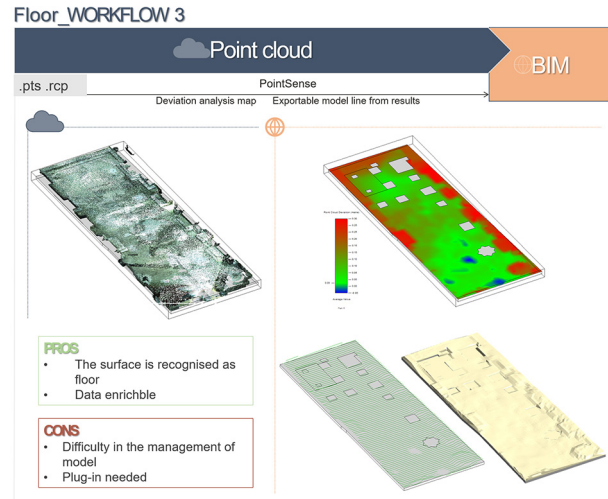 Floor_WORKFLOW 3
Point cloud
BIM
.pts .rcp
PointSense
Deviation analysis map Exportable model line from results
PROS
• The surface is recognised as
floor
• Data enrichble
CONS
• Difficulty in the management of
model
• Plug-in needed